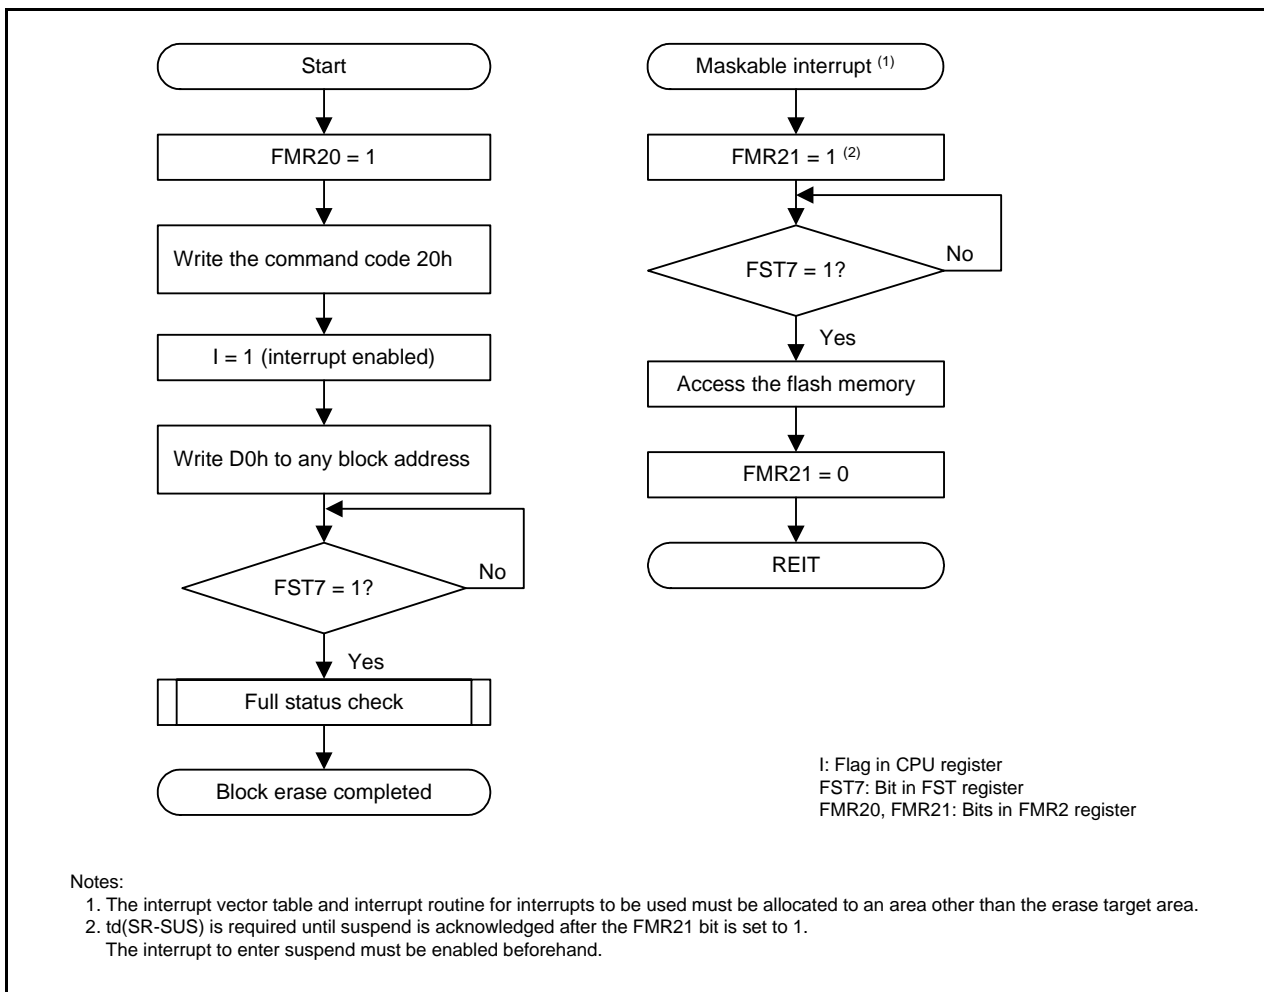 Start
FMR20 = 1
Write the command code 20h
I = 1 (interrupt enabled)
Write D0h to any block address
FST7 = 1?
No
Yes
Full status check
Block erase completed
Maskable interrupt (1)
FMR21 = 1 (2)
FST7 = 1?
No
Yes
Access the flash memory
FMR21 = 0
REIT
I: Flag in CPU register
FST7: Bit in FST register
FMR20, FMR21: Bits in FMR2 register
Notes:
1. The interrupt vector table and interrupt routine for interrupts to be used must be allocated to an area other than the erase target area.
2. td(SR-SUS) is required until suspend is acknowledged after the FMR21 bit is set to 1.
The interrupt to enter suspend must be enabled beforehand.